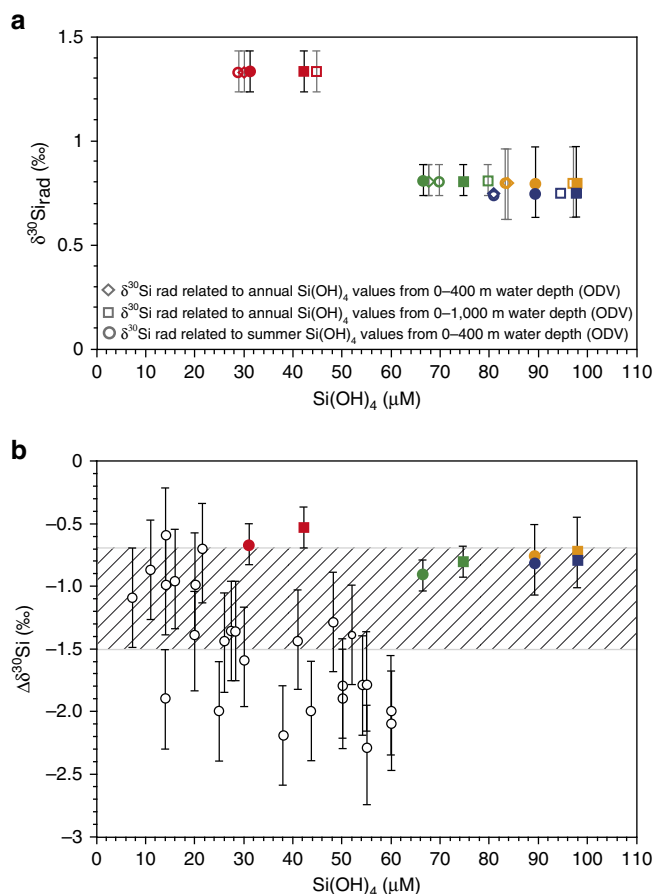 a
1.5
1
0.5
0
δ³⁰Sirad (‰)
◇ δ³⁰Si rad related to annual Si(OH)₄ values from 0–400 m water depth (ODV)
□ δ³⁰Si rad related to annual Si(OH)₄ values from 0–1,000 m water depth (ODV)
○ δ³⁰Si rad related to summer Si(OH)₄ values from 0–400 m water depth (ODV)
0 10 20 30 40 50 60 70 80 90 100 110
Si(OH)₄ (μM)
b
0
–0.5
–1.0
–1.5
–2.0
–2.5
–3
Δδ³⁰Si (‰)
0 10 20 30 40 50 60 70 80 90 100 110
Si(OH)₄ (μM)